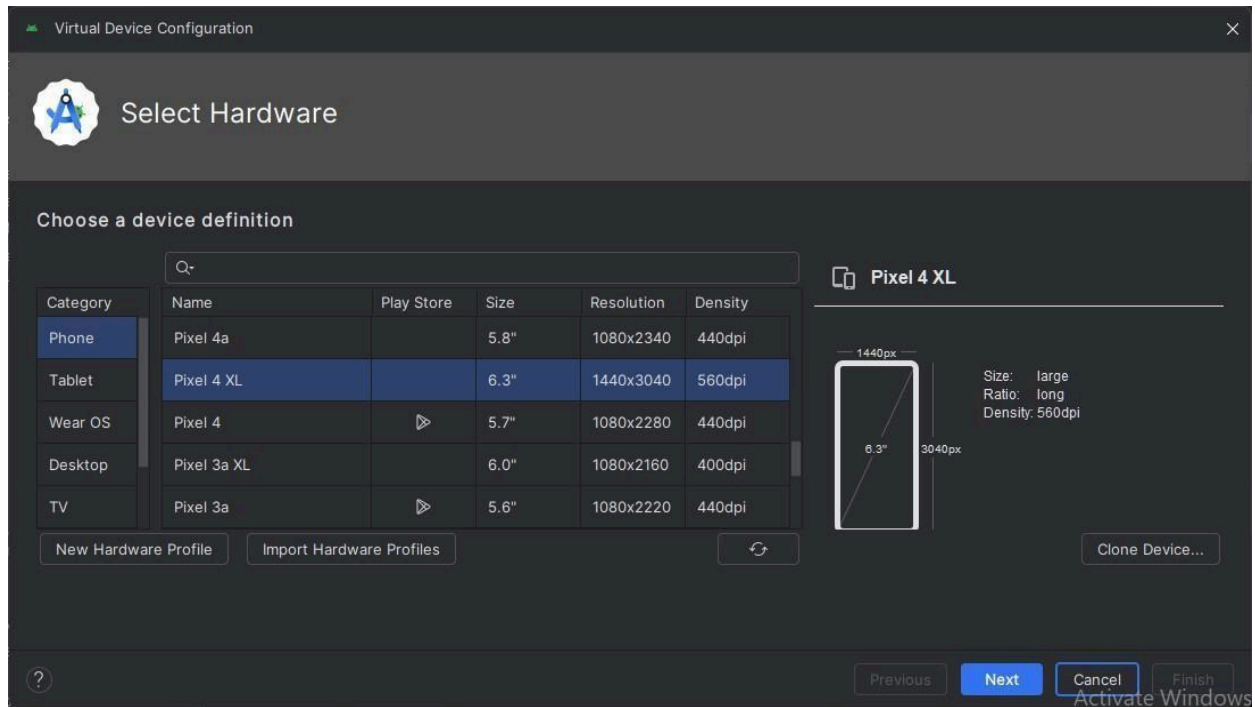 Virtual Device Configuration
Select Hardware
Choose a device definition
Category Name Play Store Size Resolution Density
Phone Pixel 4a 5.8" 1080x2340 440dpi
Tablet Pixel 4 XL 6.3" 1440x3040 560dpi
Wear OS Pixel 4 5.7" 1080x2280 440dpi
Desktop Pixel 3a XL 6.0" 1080x2160 400dpi
TV Pixel 3a 5.6" 1080x2220 440dpi
New Hardware Profile Import Hardware Profiles
Pixel 4 XL
1440px
6.3"
3040px
Size: large
Ratio: long
Density: 560dpi
Clone Device...
?
Previous Next Cancel Finish
Activate Windows